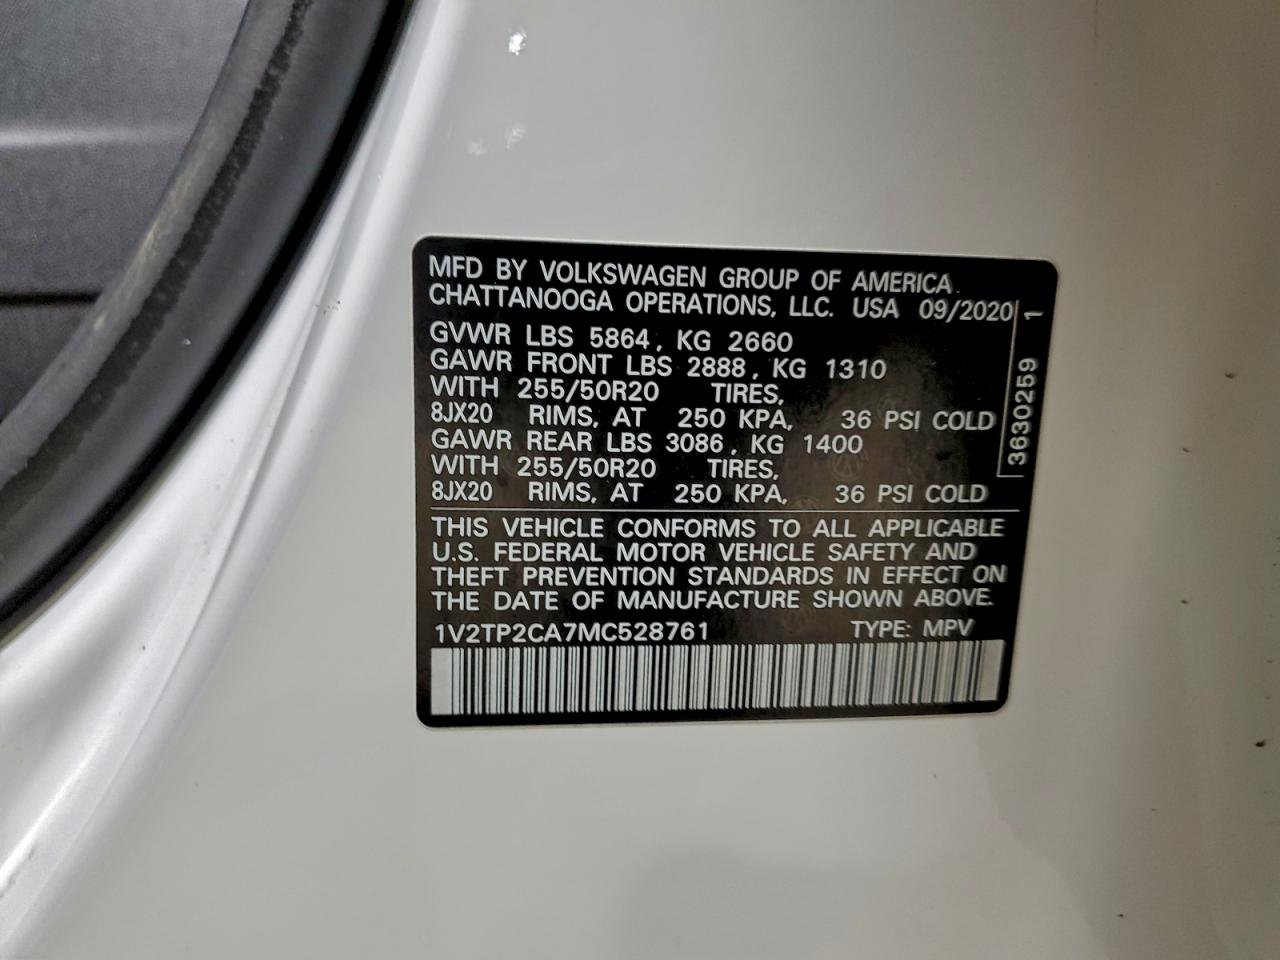 MFD BY VOLKSWAGEN GROUP OF AMERICA
CHATTANOOGA OPERATIONS, LLC. USA 09/2020
GVWR LBS 5864, KG 2660
GAWR FRONT LBS 2888, KG 1310
WITH 255/50R20 TIRES,
8JX20 RIMS, AT 250 KPA, 36 PSI COLD
GAWR REAR LBS 3086, KG 1400
WITH 255/50R20 TIRES,
8JX20 RIMS, AT 250 KPA, 36 PSI COLD
THIS VEHICLE CONFORMS TO ALL APPLICABLE
U.S. FEDERAL MOTOR VEHICLE SAFETY AND
THEFT PREVENTION STANDARDS IN EFFECT ON
THE DATE OF MANUFACTURE SHOWN ABOVE.
1V2TP2CA7MC528761 TYPE: MPV
3630259 1